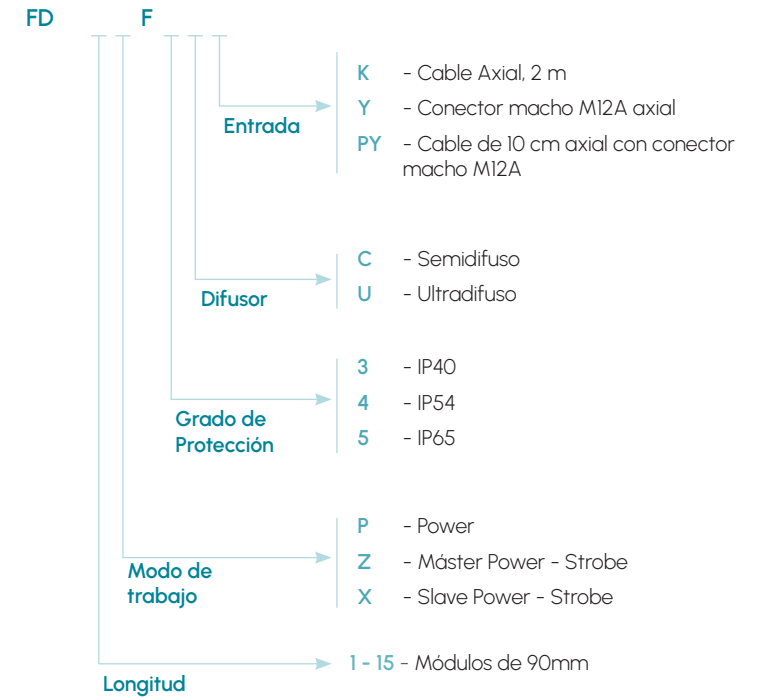 FD F
K - Cable Axial, 2 m
Y - Conector macho M12A axial
PY - Cable de 10 cm axial con conector
macho M12A
Entrada
C - Semidifuso
U - Ultradifuso
Difusor
3 - IP40
4 - IP54
5 - IP65
Grado de
Protección
P - Power
Z - Máster Power - Strobe
X - Slave Power - Strobe
Modo de
trabajo
1 - 15 - Módulos de 90mm
Longitud